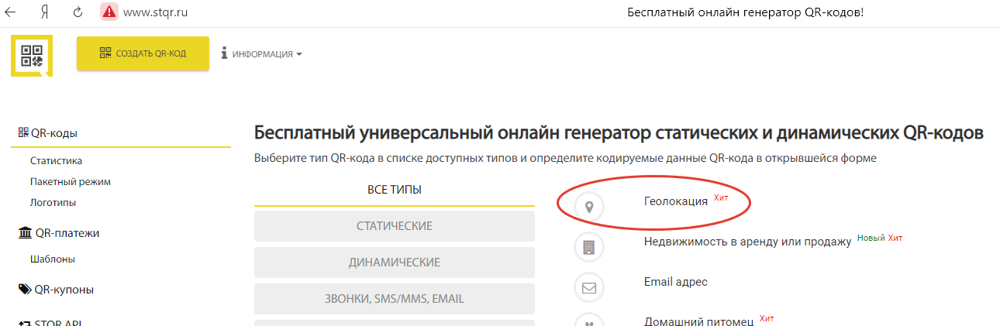 www.stqr.ru
Бесплатный онлайн генератор QR-кодов!
СОЗДАТЬ QR-КОД
ИНФОРМАЦИЯ
QR-коды
Статистика
Пакетный режим
Логотипы
QR-платежи
Шаблоны
QR-купоны
STQR API
Бесплатный универсальный онлайн генератор статических и динамических QR-кодов
Выберите тип QR-кода в списке доступных типов и определите кодируемые данные QR-кода в открывшейся форме
ВСЕ ТИПЫ
СТАТИЧЕСКИЕ
ДИНАМИЧЕСКИЕ
ЗВОНКИ, SMS/MMS, EMAIL
Геолокация Хит
Недвижимость в аренду или продажу Новый Хит
Email адрес
Домашний питомец Хит